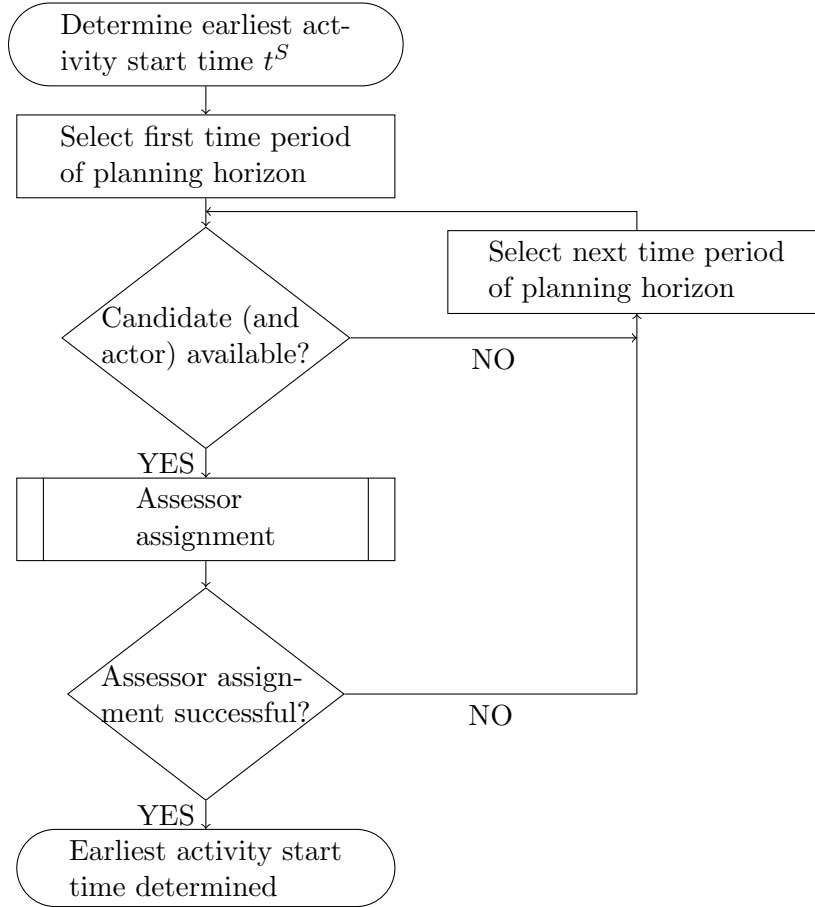 Determine earliest act-
ivity start time t^S
Select first time period
of planning horizon
Select next time period
of planning horizon
Candidate (and
actor) available?
NO
YES
Assessor
assignment
Assessor assign-
ment successful?
NO
YES
Earliest activity start
time determined